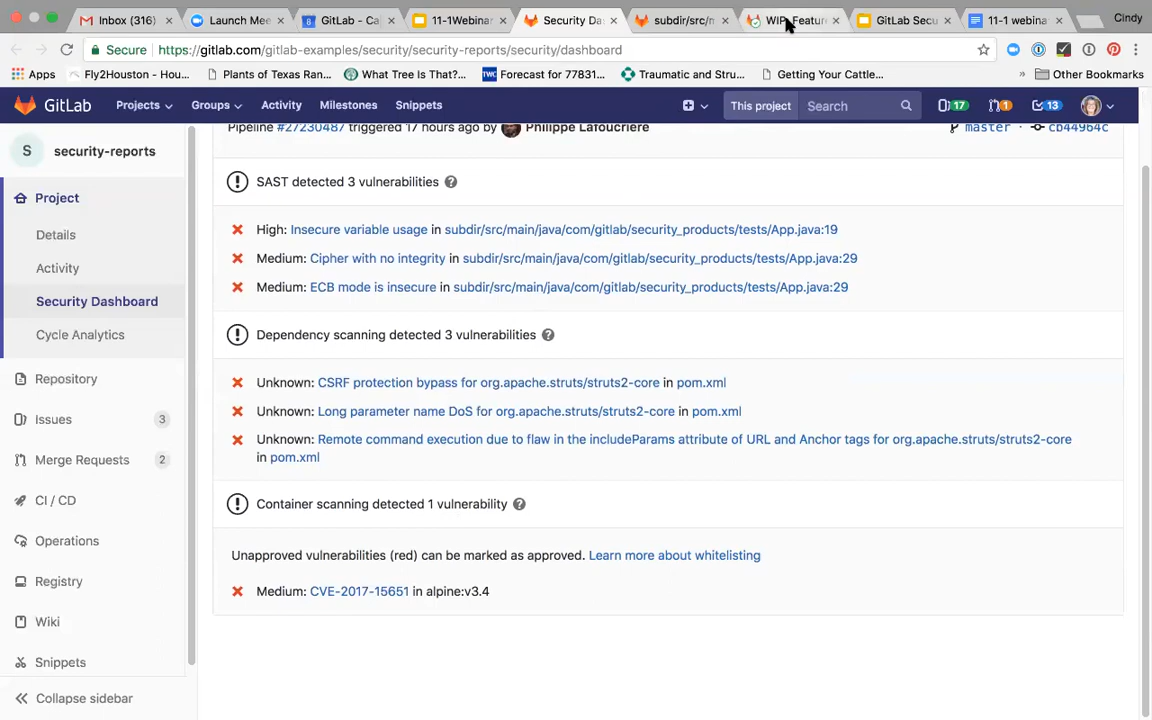 Inbox (316)
Launch Mee
GitLab - Ca
11-1Webinar
Security Da
subdir/src/m
WIP: Featur
GitLab Secu
11-1 webina
Cindy
Secure
https://gitlab.com/gitlab-examples/security/security-reports/security/dashboard
Apps
Fly2Houston - Hou...
Plants of Texas Ran...
What Tree Is That?...
TWC
Forecast for 77831...
Traumatic and Stru...
Getting Your Cattle...
»
Other Bookmarks
GitLab
Projects
Groups
Activity
Milestones
Snippets
This project
Search
17
1
13
S
security-reports
Project
Details
Activity
Security Dashboard
Cycle Analytics
Repository
Issues 3
Merge Requests 2
CI / CD
Operations
Registry
Wiki
Snippets
Collapse sidebar
Pipeline #27230487 triggered 17 hours ago by Philippe Lafoucrière
master · cb44964c
SAST detected 3 vulnerabilities
High: Insecure variable usage in subdir/src/main/java/com/gitlab/security_products/tests/App.java:19
Medium: Cipher with no integrity in subdir/src/main/java/com/gitlab/security_products/tests/App.java:29
Medium: ECB mode is insecure in subdir/src/main/java/com/gitlab/security_products/tests/App.java:29
Dependency scanning detected 3 vulnerabilities
Unknown: CSRF protection bypass for org.apache.struts/struts2-core in pom.xml
Unknown: Long parameter name DoS for org.apache.struts/struts2-core in pom.xml
Unknown: Remote command execution due to flaw in the includeParams attribute of URL and Anchor tags for org.apache.struts/struts2-core
in pom.xml
Container scanning detected 1 vulnerability
Unapproved vulnerabilities (red) can be marked as approved. Learn more about whitelisting
Medium: CVE-2017-15651 in alpine:v3.4